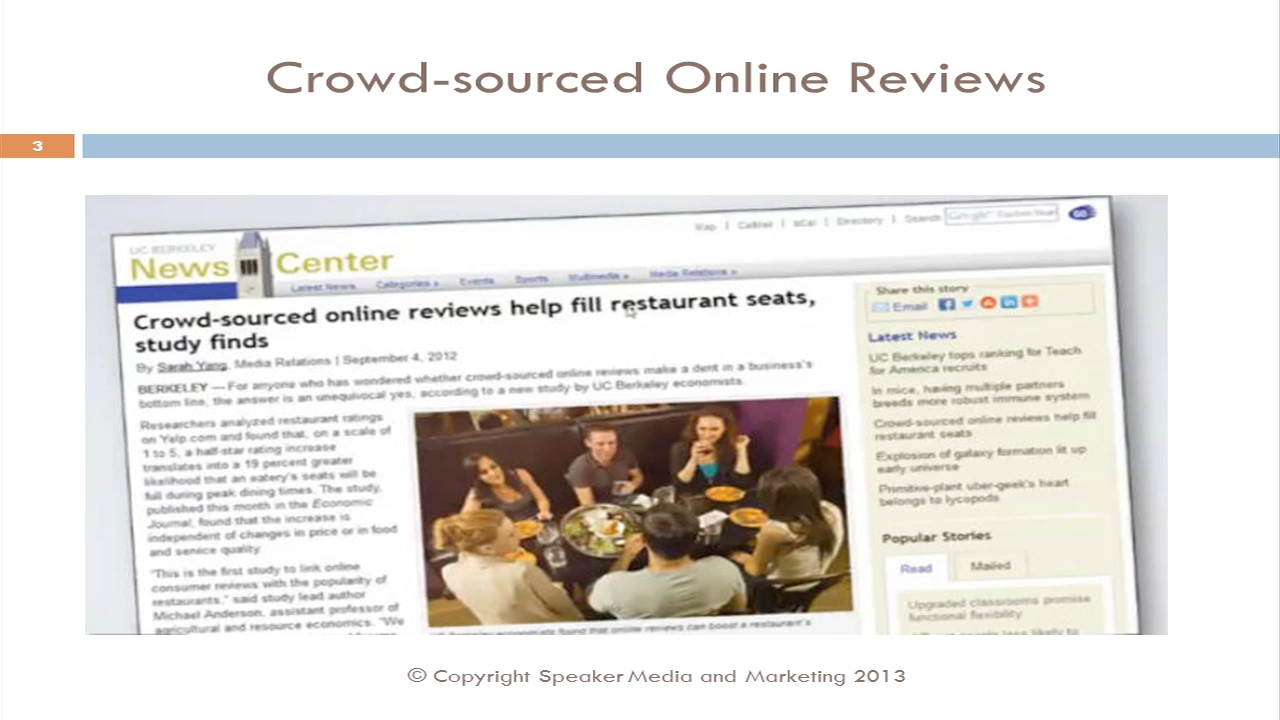 Crowd-sourced Online Reviews
3
UC BERKELEY
News Center
Map | CalMail | bCal | Directory | Search
GO
Latest News Categories » Events Sports Multimedia » Media Relations »
Crowd-sourced online reviews help fill restaurant seats,
study finds
By Sarah Yang, Media Relations | September 4, 2012
BERKELEY — For anyone who has wondered whether crowd-sourced online reviews make a dent in a business's
bottom line, the answer is an unequivocal yes, according to a new study by UC Berkeley economists.
Researchers analyzed restaurant ratings
on Yelp.com and found that, on a scale of
1 to 5, a half-star rating increase
translates into a 19 percent greater
likelihood that an eatery's seats will be
full during peak dining times. The study,
published this month in the Economic
Journal, found that the increase is
independent of changes in price or in food
and service quality.
"This is the first study to link online
consumer reviews with the popularity of
restaurants," said study lead author
Michael Anderson, assistant professor of
agricultural and resource economics. "We
economists found that online reviews can boost a restaurant's
Share this story
Email
Latest News
UC Berkeley tops ranking for Teach
for America recruits
In mice, having multiple partners
breeds more robust immune system
Crowd-sourced online reviews help fill
restaurant seats
Explosion of galaxy formation lit up
early universe
Primitive-plant uber-geek's heart
belongs to lycopods
Popular Stories
Read Mailed
Upgraded classrooms promise
functional flexibility
© Copyright Speaker Media and Marketing 2013